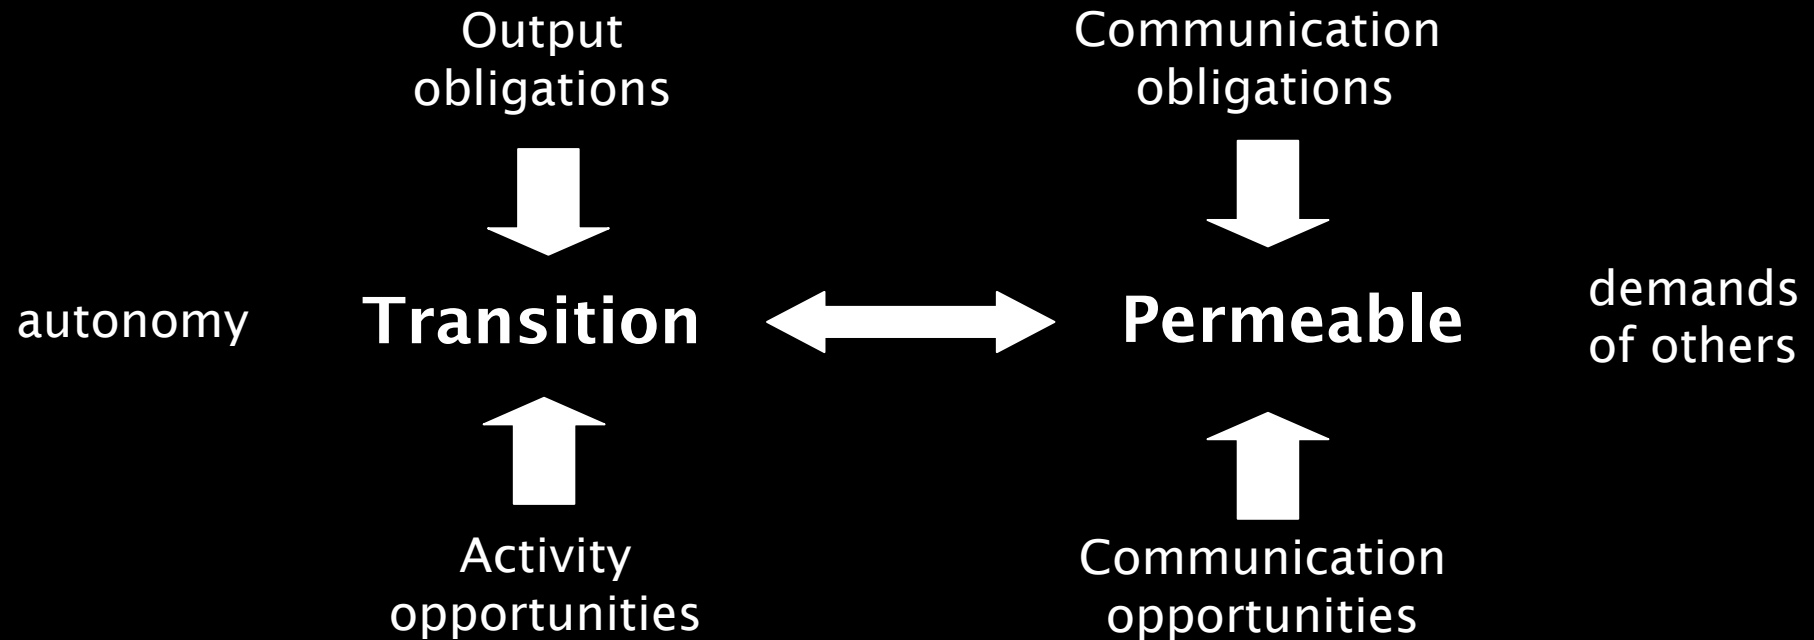 Output
obligations
Communication
obligations
autonomy
Transition
Permeable
demands
of others
Activity
opportunities
Communication
opportunities